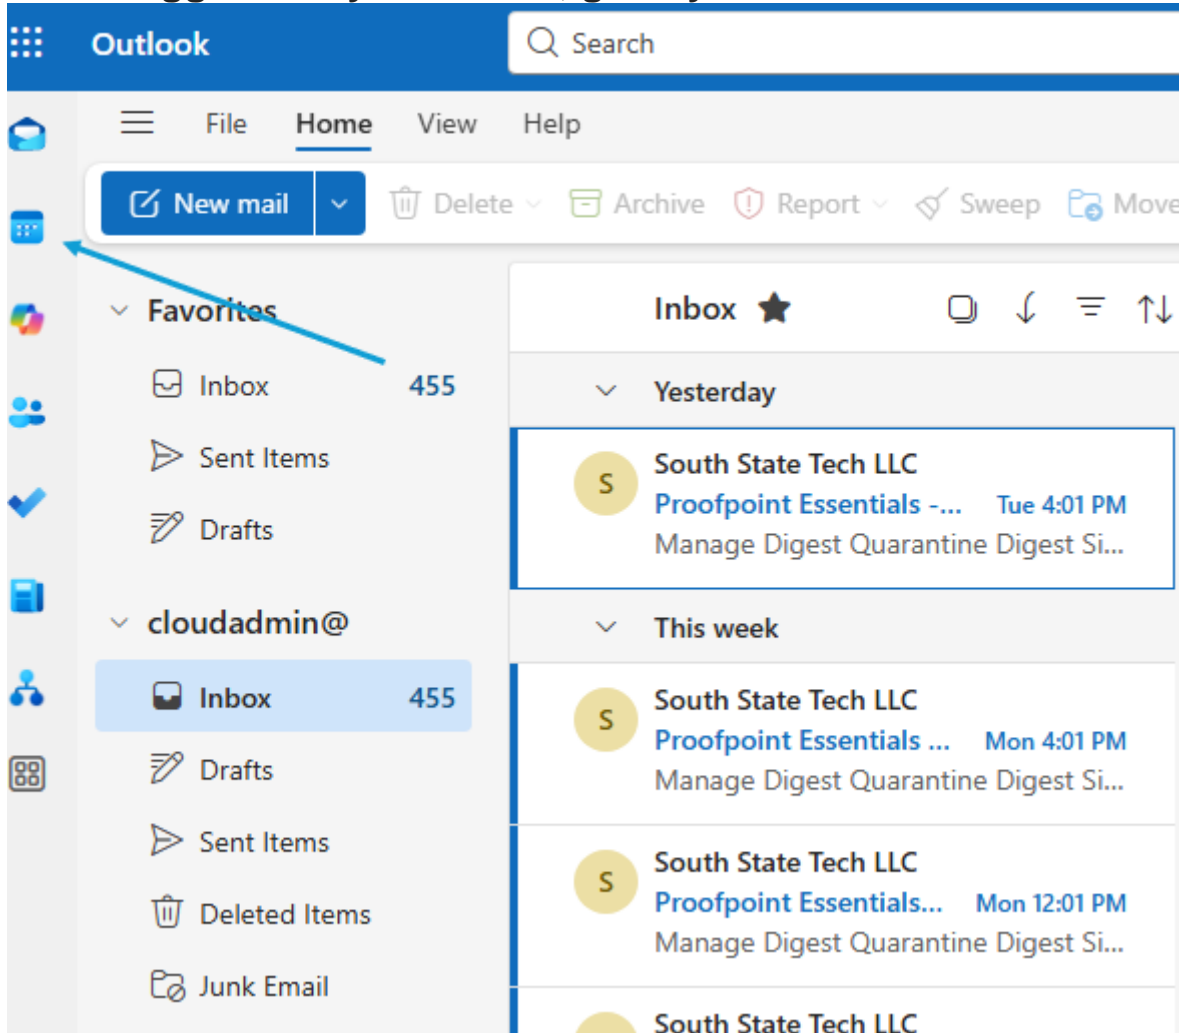 Outlook
Search
File Home View Help
New mail Delete Archive Report Sweep Move
Favorites
Inbox 455
Sent Items
Drafts
cloudadmin@
Inbox 455
Drafts
Sent Items
Deleted Items
Junk Email
Inbox
Yesterday
S
South State Tech LLC
Proofpoint Essentials -... Tue 4:01 PM
Manage Digest Quarantine Digest Si...
This week
S
South State Tech LLC
Proofpoint Essentials ... Mon 4:01 PM
Manage Digest Quarantine Digest Si...
S
South State Tech LLC
Proofpoint Essentials... Mon 12:01 PM
Manage Digest Quarantine Digest Si...
South State Tech LLC